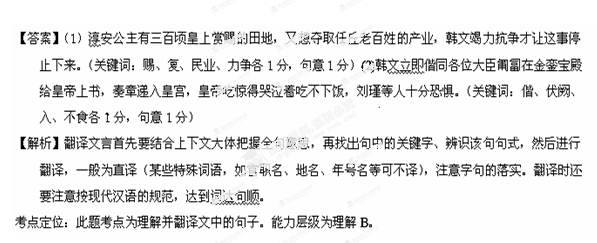 【答案】(1) 淳安公主有三百顷皇上赏赐的田地，又想夺取任丘老百姓的产业，韩文竭力抗争才让这事停
止下来。(关键词：赐、复、民业、力争各1分，句意1分) (2)韩文立即偕同各位大臣匍匐在金銮宝殿
给皇帝上书，奏章递入皇宫，皇帝吃惊得哭泣着吃不下饭，刘瑾等人十分恐惧。(关键词：偕、伏阙、
入、不食各1分，句意1分)
【解析】翻译文言首先要结合上下文大体把握全句意思，再找出句中的关键字、辨识该句句式，然后进行
翻译，一般为直译（某些特殊词语，如官职名、地名、年号名等可不译），注意字句的落实。翻译时还
要注意按现代汉语的规范，达到词达句顺。
考点定位：此题考点为理解并翻译文中的句子。能力层级为理解 B。